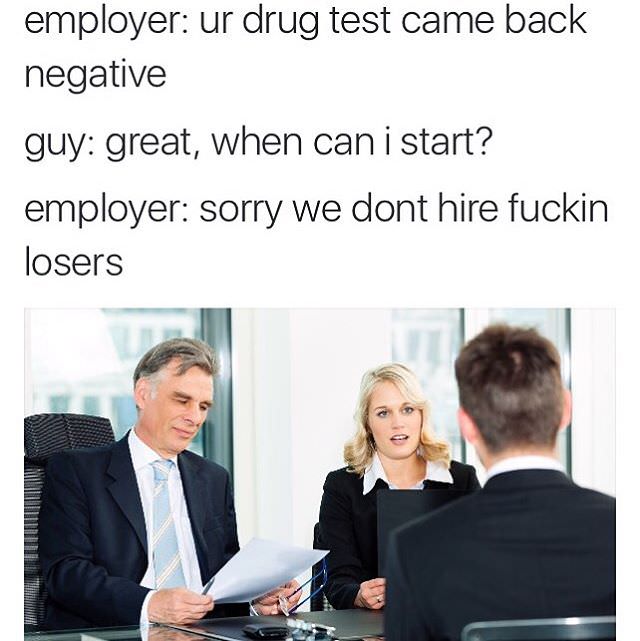 employer: ur drug test came back
negative
guy: great, when can i start?
employer: sorry we dont hire fuckin
losers